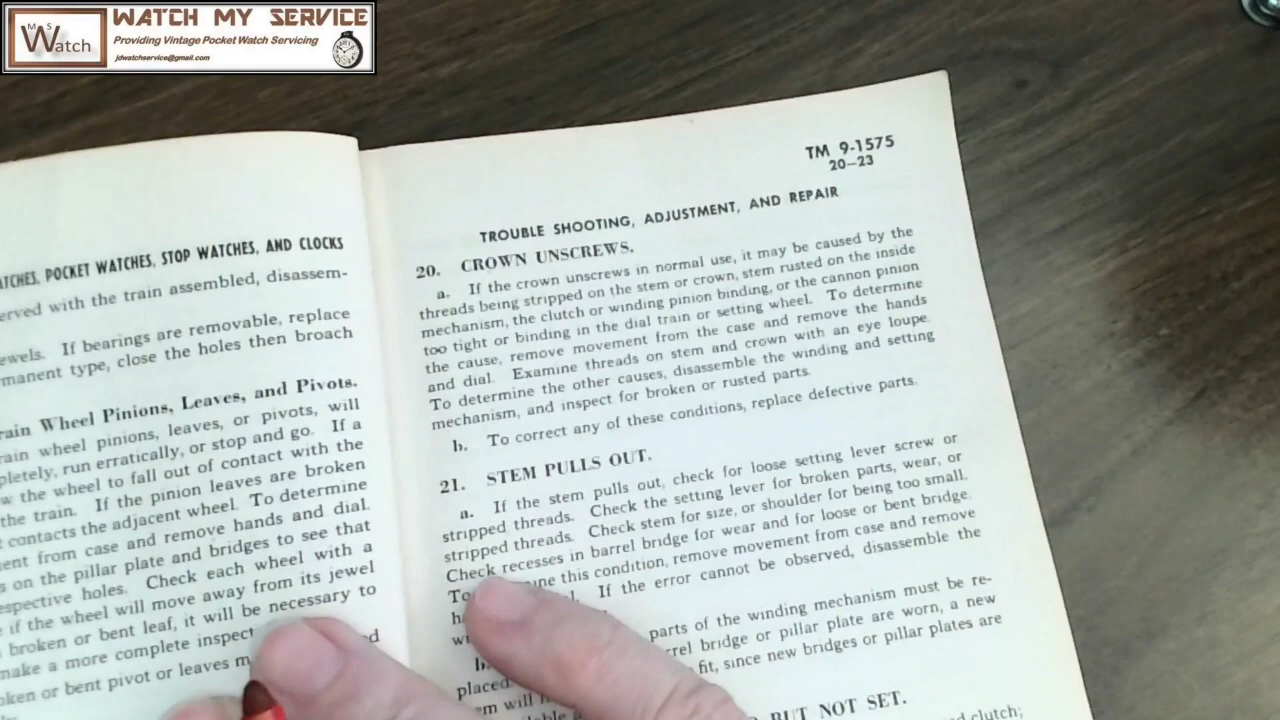 M S
Watch
WATCH MY SERVICE
Providing Vintage Pocket Watch Servicing
jdwatchservice@gmail.com
ATCHES, POCKET WATCHES, STOP WATCHES, AND CLOCKS
erved with the train assembled, disassem-
ewels. If bearings are removable, replace
manent type, close the holes then broach
rain Wheel Pinions, Leaves, and Pivots.
rain wheel pinions, leaves, or pivots, will
pletely, run erratically, or stop and go. If a
w the wheel to fall out of contact with the
the train. If the pinion leaves are broken
t contacts the adjacent wheel. To determine
ent from case and remove hands and dial.
s on the pillar plate and bridges to see that
espective holes. Check each wheel with a
e if the wheel will move away from its jewel
broken or bent leaf, it will be necessary to
make a more complete inspect
ken or bent pivot or leaves m
TM 9-1575
20–23
TROUBLE SHOOTING, ADJUSTMENT, AND REPAIR
20. CROWN UNSCREWS.
a. If the crown unscrews in normal use, it may be caused by the
threads being stripped on the stem or crown, stem rusted on the inside
mechanism, the clutch or winding pinion binding, or the cannon pinion
too tight or binding in the dial train or setting wheel. To determine
the cause, remove movement from the case and remove the hands
and dial. Examine threads on stem and crown with an eye loupe.
To determine the other causes, disassemble the winding and setting
mechanism, and inspect for broken or rusted parts.
b. To correct any of these conditions, replace defective parts.
21. STEM PULLS OUT.
a. If the stem pulls out, check for loose setting lever screw or
stripped threads. Check the setting lever for broken parts, wear, or
stripped threads. Check stem for size, or shoulder for being too small.
Check recesses in barrel bridge for wear and for loose or bent bridge.
To ine this condition, remove movement from case and remove
If the error cannot be observed, disassemble the
parts of the winding mechanism must be re-
placed rrel bridge or pillar plate are worn, a new
em will fit, since new bridges or pillar plates are
BUT NOT SET.
ed clutch;